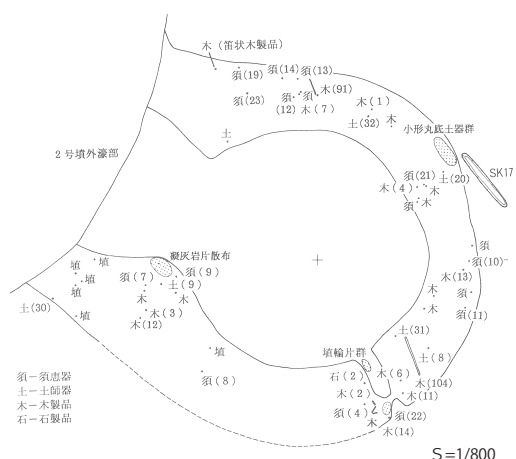 木(笛状木製品)
須(19)
須(14)
須(13)
木(91)
須(23)
須
須
(12)
木(7)
木(1)
土(32)
木
小形丸底土器群
土
2号墳外濠部
須(21)
土(20)
SK17
木(4)
木
須
木
凝灰岩片散布
須
須(10)
木(13)
木
須
木
須(11)
埴
埴
埴
埴
埴
須(7)
須(9)
土(9)
木
木
木(3)
木(12)
土(30)
土(31)
埴
須(8)
埴輪片群
土(8)
石(2)
木(6)
木(104)
木(2)
木(11)
須(4)
木
須(22)
木(14)
須−須恵器
土−土師器
木−木製品
石−石製品
S=1/800